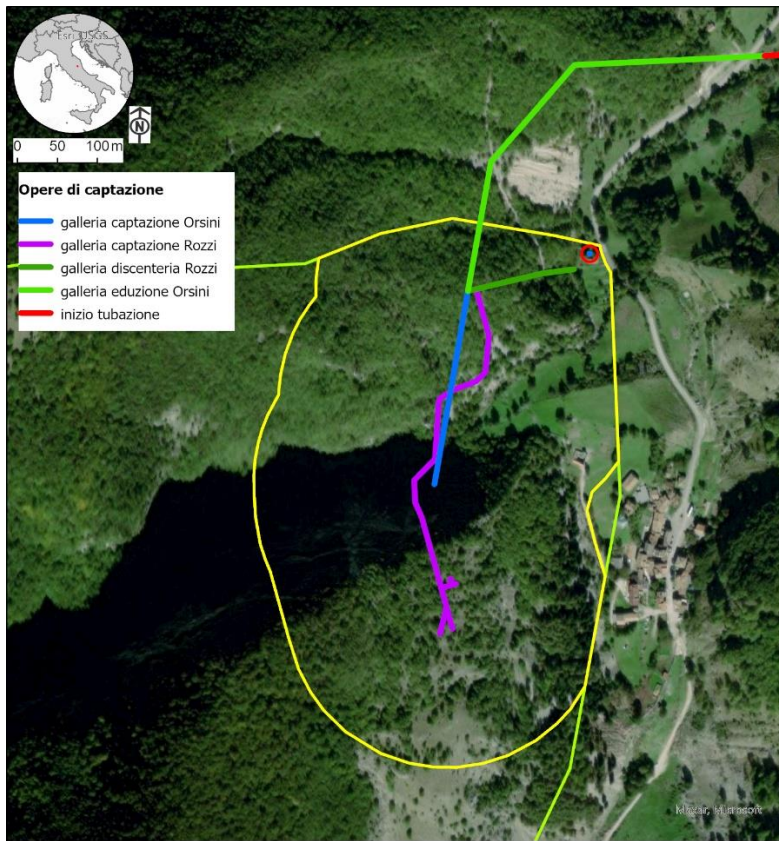 Esri, USGS
N
0 50 100 m
Opere di captazione
galleria captazione Orsini
galleria captazione Rozzi
galleria discenteria Rozzi
galleria eduzione Orsini
inizio tubazione
Maxar, Microsoft